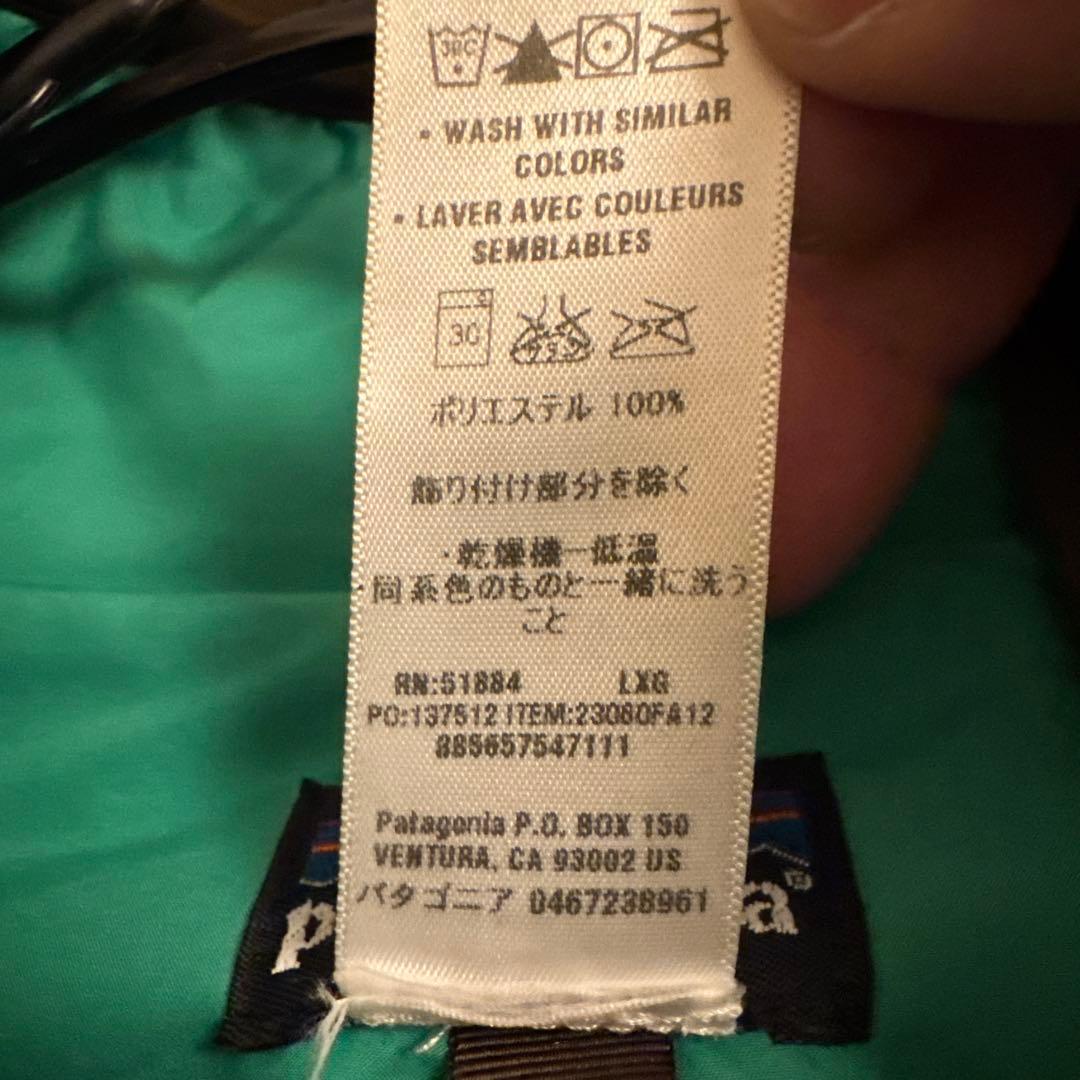 30C
• WASH WITH SIMILAR
COLORS
• LAVER AVEC COULEURS
SEMBLABLES
30
ポリエステル 100%
飾り付け部分を除く
・乾燥機一低温
・同系色のものと一緒に洗う
こと
RN:51884 LXG
PO:137512 ITEM:23060FA12
885657547111
Patagonia P.O. BOX 150
VENTURA, CA 93002 US
パタゴニア 0467238961
p a